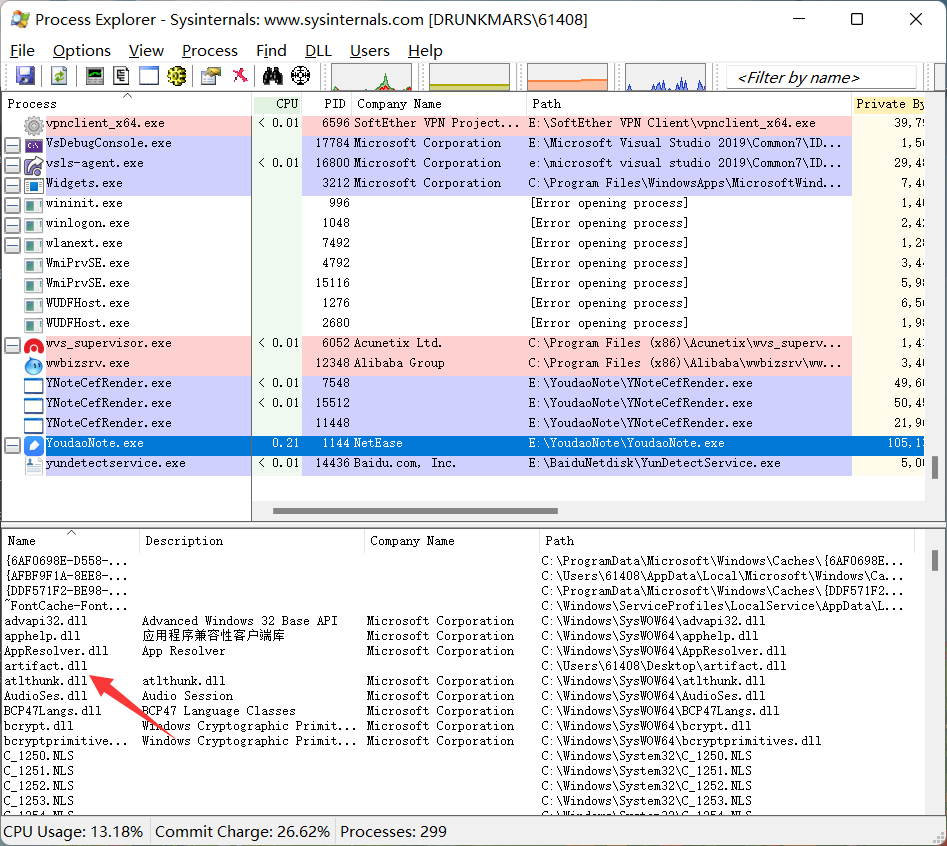 Process Explorer - Sysinternals: www.sysinternals.com [DRUNKMARS\61408]
File Options View Process Find DLL Users Help
<Filter by name>
Process CPU PID Company Name Path Private By
vpnclient_x64.exe < 0.01 6596 SoftEther VPN Project... E:\SoftEther VPN Client\vpnclient_x64.exe 39,79
VsDebugConsole.exe 17784 Microsoft Corporation E:\Microsoft Visual Studio 2019\Common7\ID... 1,5
vsls-agent.exe < 0.01 16800 Microsoft Corporation e:\microsoft visual studio 2019\Common7\ID... 29,4
Widgets.exe 3212 Microsoft Corporation C:\Program Files\WindowsApps\MicrosoftWind... 7,4
wininit.exe 996 [Error opening process] 1,4
winlogon.exe 1048 [Error opening process] 2,4
wlanext.exe 7492 [Error opening process] 1,2
WmiPrvSE.exe 4792 [Error opening process] 3,4
WmiPrvSE.exe 15116 [Error opening process] 5,9
WUDFHost.exe 1276 [Error opening process] 6,5
WUDFHost.exe 2680 [Error opening process] 1,9
wvs_supervisor.exe < 0.01 6052 Acunetix Ltd. C:\Program Files (x86)\Acunetix\wvs_superv... 1,4
wwbizsrv.exe 12348 Alibaba Group C:\Program Files (x86)\Alibaba\wwbizsrv\ww... 3,4
YNoteCefRender.exe < 0.01 7548 E:\YoudaoNote\YNoteCefRender.exe 49,6
YNoteCefRender.exe < 0.01 15512 E:\YoudaoNote\YNoteCefRender.exe 50,4
YNoteCefRender.exe 11448 E:\YoudaoNote\YNoteCefRender.exe 21,9
YoudaoNote.exe 0.21 1144 NetEase E:\YoudaoNote\YoudaoNote.exe 105,1
yundetectservice.exe < 0.01 14436 Baidu.com, Inc. E:\BaiduNetdisk\YunDetectService.exe 5,0
Name Description Company Name Path
{6AF0698E-D558-... C:\ProgramData\Microsoft\Windows\Caches\{6AF0698E...
{AFBF9F1A-8EE8-... C:\Users\61408\AppData\Local\Microsoft\Windows\Ca...
{DDF571F2-BE98-... C:\ProgramData\Microsoft\Windows\Caches\{DDF571F2...
~FontCache-Font... C:\Windows\ServiceProfiles\LocalService\AppData\L...
advapi32.dll Advanced Windows 32 Base API Microsoft Corporation C:\Windows\SysWOW64\advapi32.dll
apphelp.dll 应用程序兼容性客户端库 Microsoft Corporation C:\Windows\SysWOW64\apphelp.dll
AppResolver.dll App Resolver Microsoft Corporation C:\Windows\SysWOW64\AppResolver.dll
artifact.dll C:\Users\61408\Desktop\artifact.dll
atlthunk.dll atlthunk.dll Microsoft Corporation C:\Windows\SysWOW64\atlthunk.dll
AudioSes.dll Audio Session Microsoft Corporation C:\Windows\SysWOW64\AudioSes.dll
BCP47Langs.dll BCP47 Language Classes Microsoft Corporation C:\Windows\SysWOW64\BCP47Langs.dll
bcrypt.dll Windows Cryptographic Primit... Microsoft Corporation C:\Windows\SysWOW64\bcrypt.dll
bcryptprimitive... Windows Cryptographic Primit... Microsoft Corporation C:\Windows\SysWOW64\bcryptprimitives.dll
C_1250.NLS C:\Windows\System32\C_1250.NLS
C_1251.NLS C:\Windows\System32\C_1251.NLS
C_1252.NLS C:\Windows\System32\C_1252.NLS
C_1253.NLS C:\Windows\System32\C_1253.NLS
C_1254.NLS C:\Windows\System32\C_1254.NLS
CPU Usage: 13.18% Commit Charge: 26.62% Processes: 299